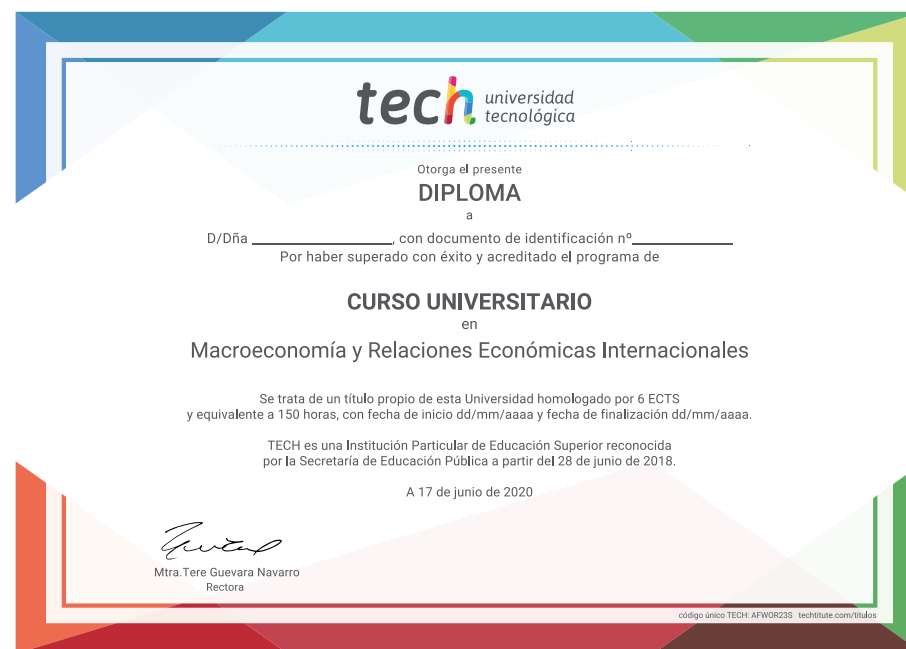 tech universidad
tecnológica
Otorga el presente
DIPLOMA
a
D/Dña ____________________, con documento de identificación nº______________
Por haber superado con éxito y acreditado el programa de
CURSO UNIVERSITARIO
en
Macroeconomía y Relaciones Económicas Internacionales
Se trata de un título propio de esta Universidad homologado por 6 ECTS
y equivalente a 150 horas, con fecha de inicio dd/mm/aaaa y fecha de finalización dd/mm/aaaa.
TECH es una Institución Particular de Educación Superior reconocida
por la Secretaría de Educación Pública a partir del 28 de junio de 2018.
A 17 de junio de 2020
Mtra.Tere Guevara Navarro
Rectora
código único TECH: AFWOR23S techtitute.com/titulos